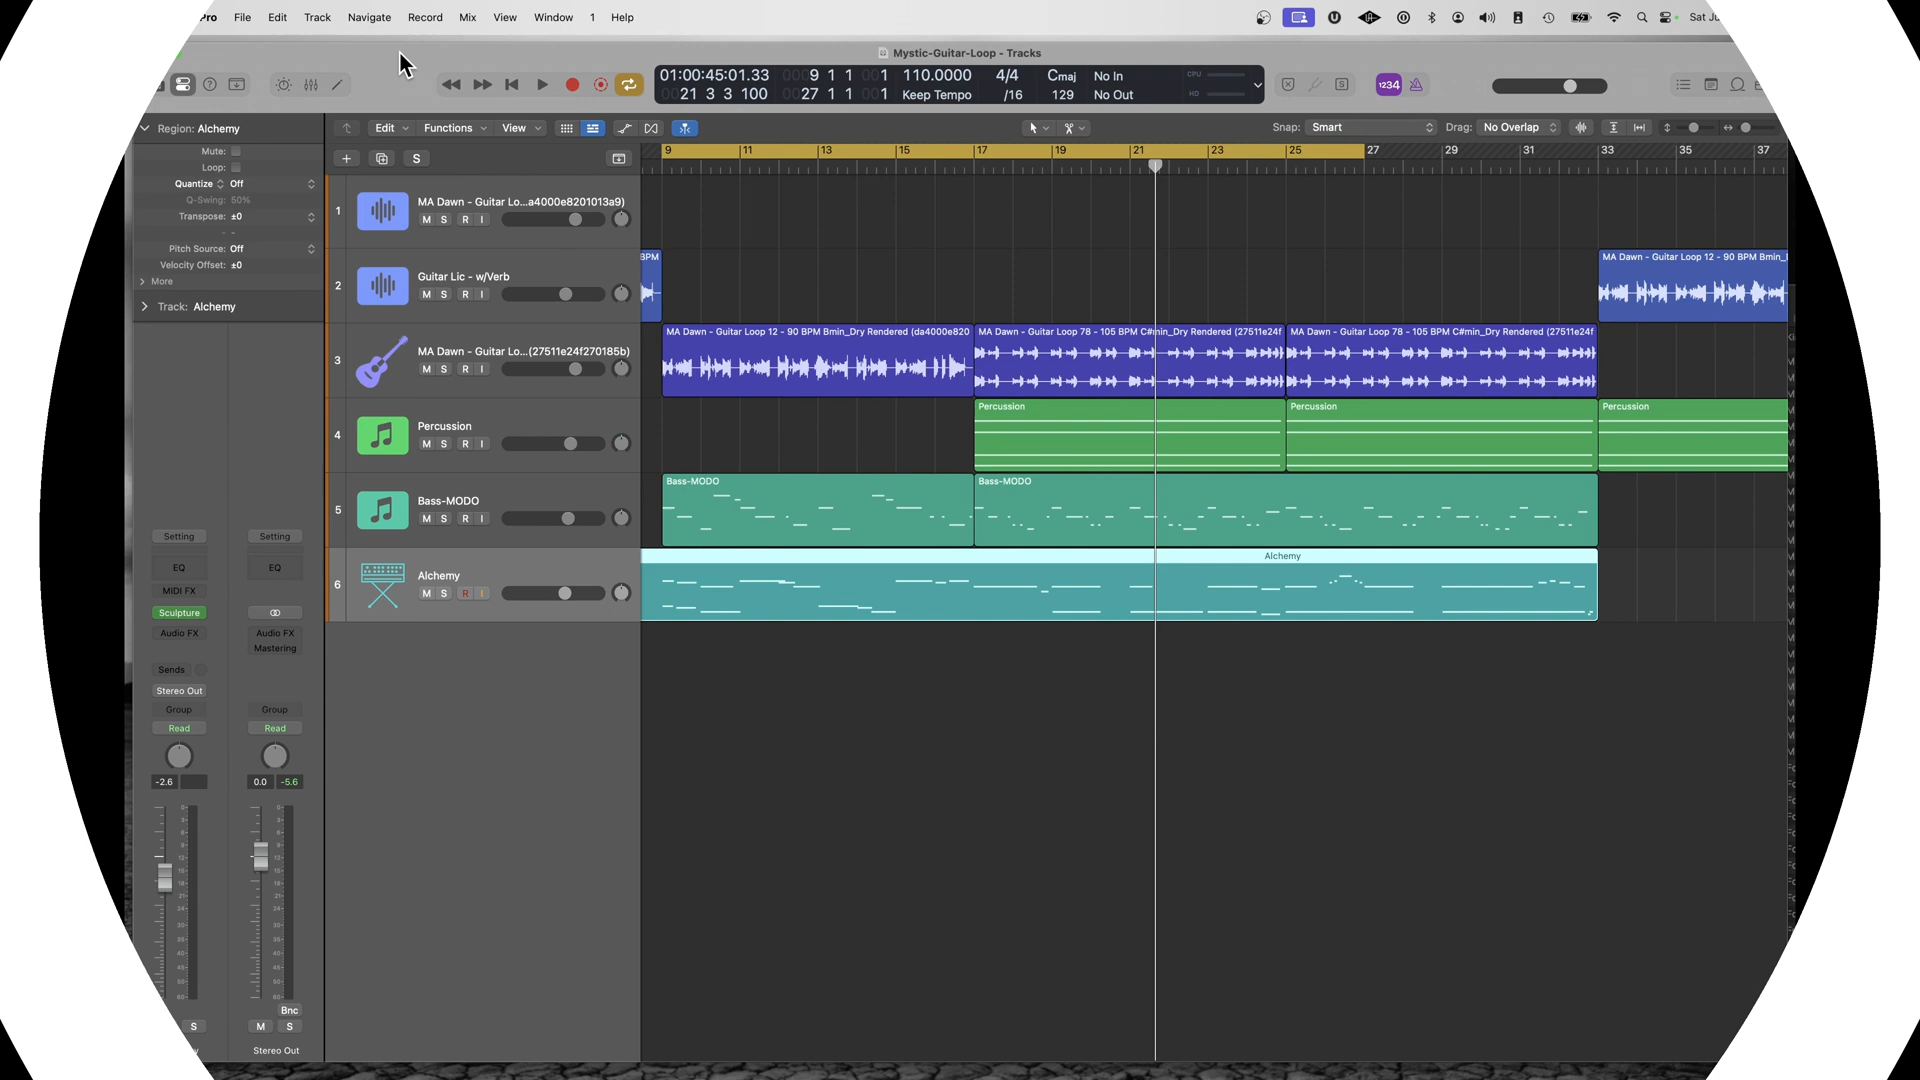 Pro File Edit Track Navigate Record Mix View Window 1 Help
Mystic-Guitar-Loop - Tracks
01:00:45:01.33 9 1 1 1 110.0000 4/4 Cmaj No In CPU
21 3 3 100 27 1 1 1 Keep Tempo /16 129 No Out HD
1234
Region: Alchemy
Mute:
Loop:
Quantize Off
Q-Swing: 50%
Transpose: ±0
Pitch Source: Off
Velocity Offset: ±0
More
Track: Alchemy
Edit Functions View Snap: Smart Drag: No Overlap
S
9 11 13 15 17 19 21 23 25 27 29 31 33 35 37
1 MA Dawn - Guitar Lo...a4000e8201013a9)
M S R I
2 Guitar Lic - w/Verb
M S R I
BPM
MA Dawn - Guitar Loop 12 - 90 BPM Bmin_
3 MA Dawn - Guitar Lo...(27511e24f270185b)
M S R I
MA Dawn - Guitar Loop 12 - 90 BPM Bmin_Dry Rendered (da4000e820
MA Dawn - Guitar Loop 78 - 105 BPM C#min_Dry Rendered (27511e24f
MA Dawn - Guitar Loop 78 - 105 BPM C#min_Dry Rendered (27511e24f
4 Percussion
M S R I
Percussion Percussion Percussion
5 Bass-MODO
M S R I
Bass-MODO Bass-MODO
6 Alchemy
M S R I
Alchemy
Setting Setting
EQ EQ
MIDI FX
Sculpture
Audio FX Audio FX
Mastering
Sends
Stereo Out
Group Group
Read Read
-2.6 0.0 -5.6
Bnc
S M S
Stereo Out